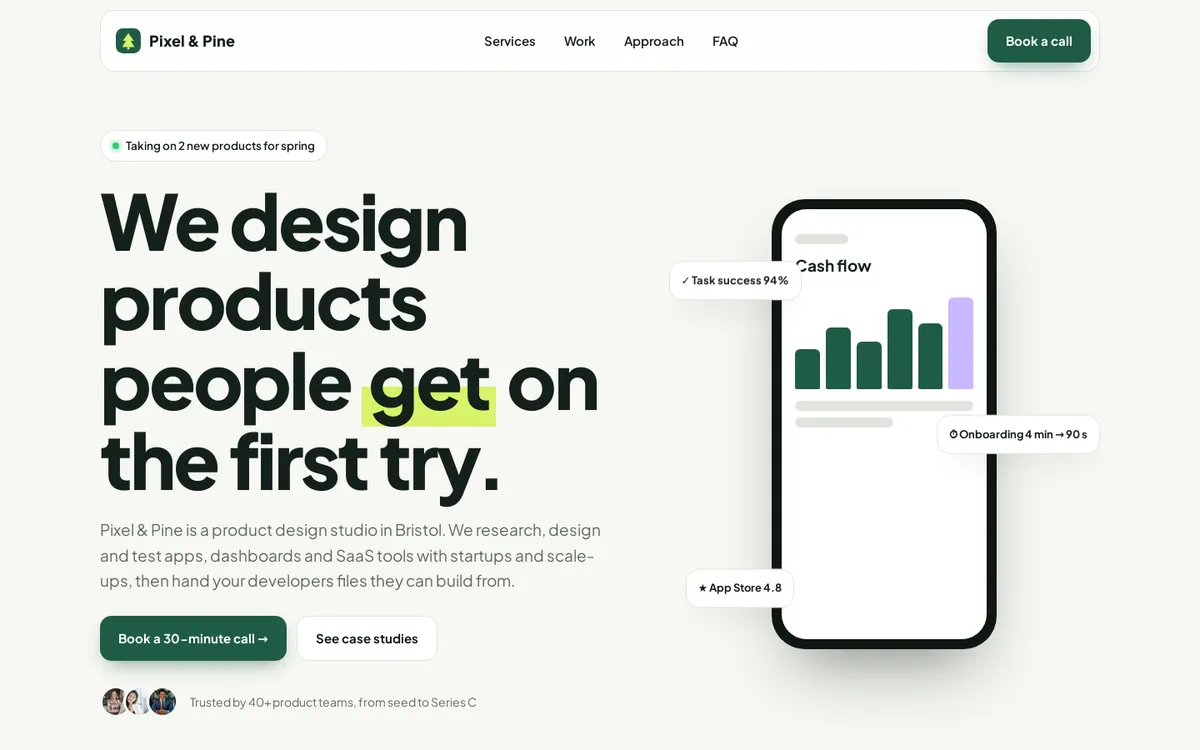 Pixel & Pine
Services
Work
Approach
FAQ
Book a call
Taking on 2 new products for spring
We design
products
people get on
the first try.
Pixel & Pine is a product design studio in Bristol. We research, design
and test apps, dashboards and SaaS tools with startups and scale-
ups, then hand your developers files they can build from.
Book a 30-minute call →
See case studies
Trusted by 40+ product teams, from seed to Series C
Cash flow
✓ Task success 94%
⏱ Onboarding 4 min → 90 s
★ App Store 4.8